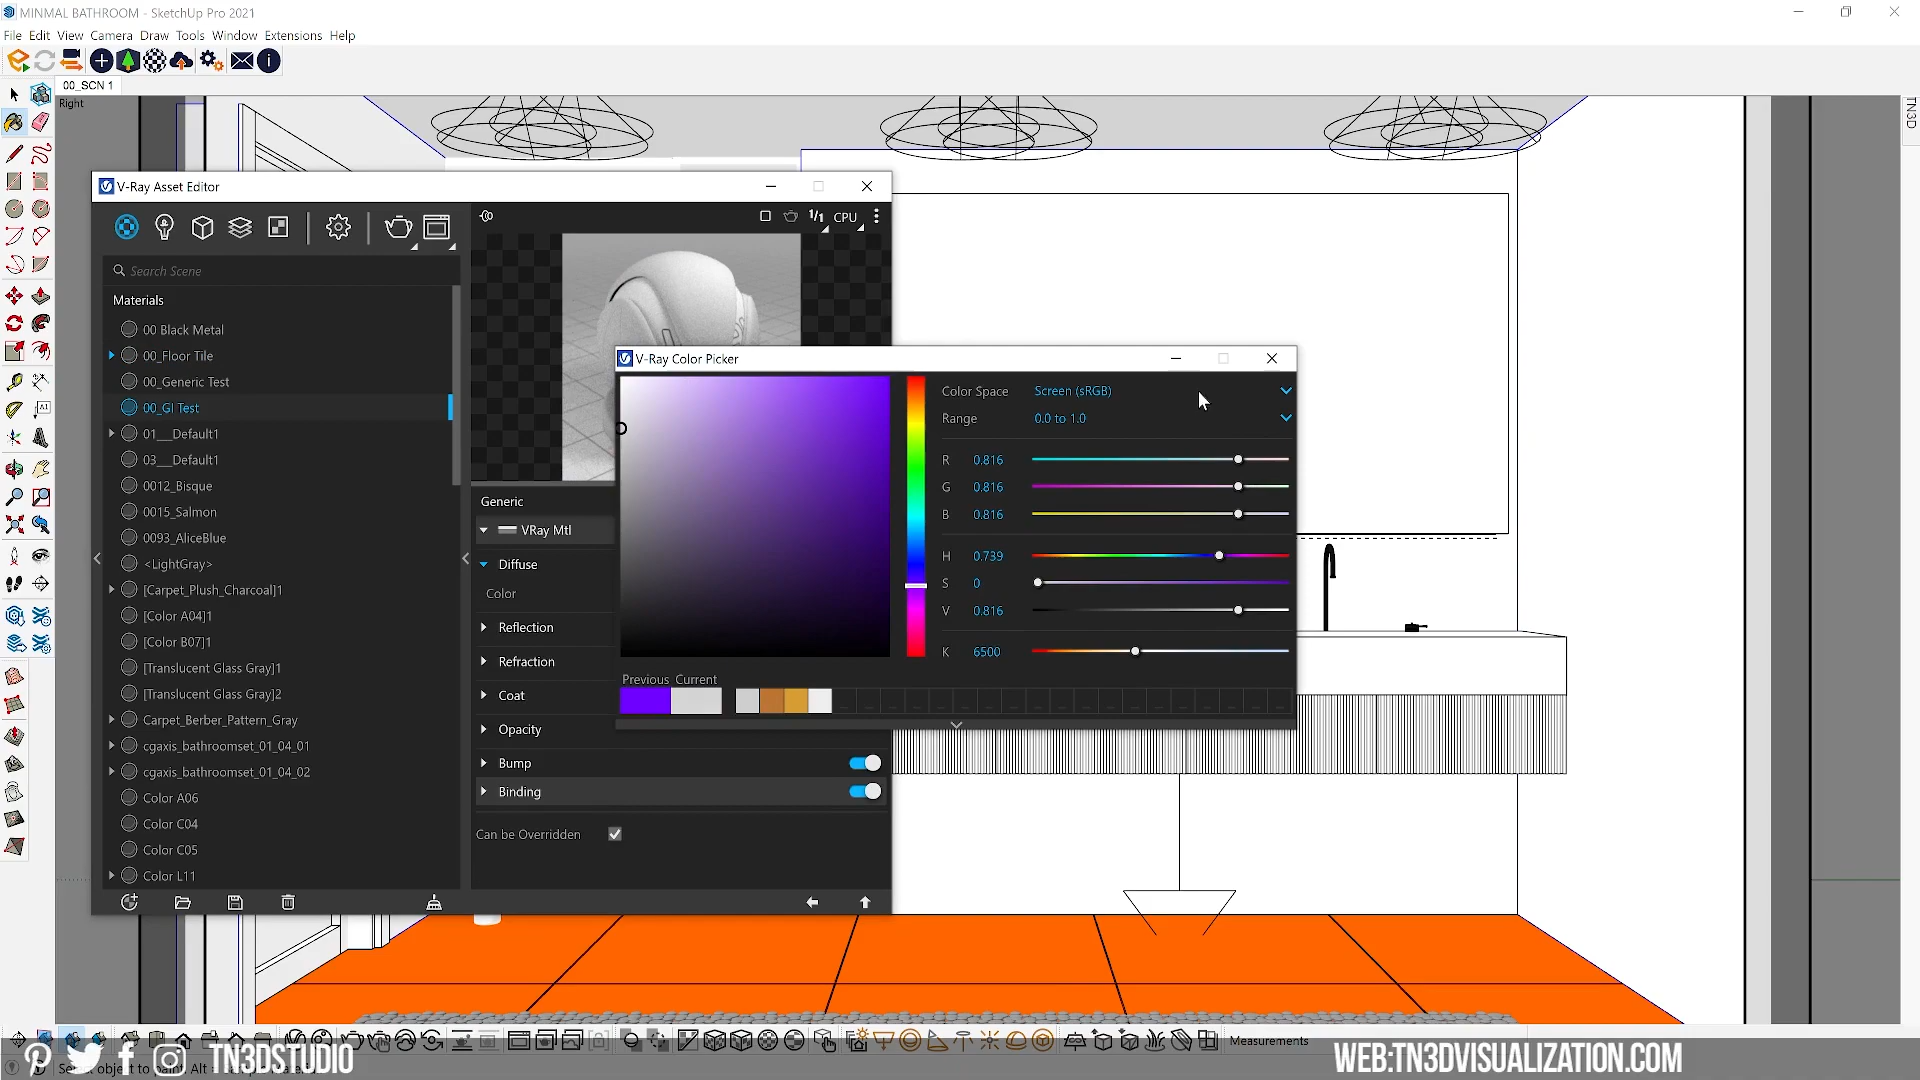 MINMAL BATHROOM - SketchUp Pro 2021
File Edit View Camera Draw Tools Window Extensions Help
00_SCN 1
Right
TN3D
V-Ray Asset Editor
1/1 CPU
Search Scene
Materials
00 Black Metal
00_Floor Tile
00_Generic Test
00_GI Test
01___Default1
03___Default1
0012_Bisque
0015_Salmon
0093_AliceBlue
<LightGray>
[Carpet_Plush_Charcoal]1
[Color A04]1
[Color B07]1
[Translucent Glass Gray]1
[Translucent Glass Gray]2
Carpet_Berber_Pattern_Gray
cgaxis_bathroomset_01_04_01
cgaxis_bathroomset_01_04_02
Color A06
Color C04
Color C05
Color L11
Generic
VRay Mtl
Diffuse
Color
Reflection
Refraction
Coat
Opacity
Bump
Binding
Can be Overridden
V-Ray Color Picker
Color Space Screen (sRGB)
Range 0.0 to 1.0
R 0.816
G 0.816
B 0.816
H 0.739
S 0
V 0.816
K 6500
Previous Current
Measurements
TN3DSTUDIO
WEB:TN3DVISUALIZATION.COM